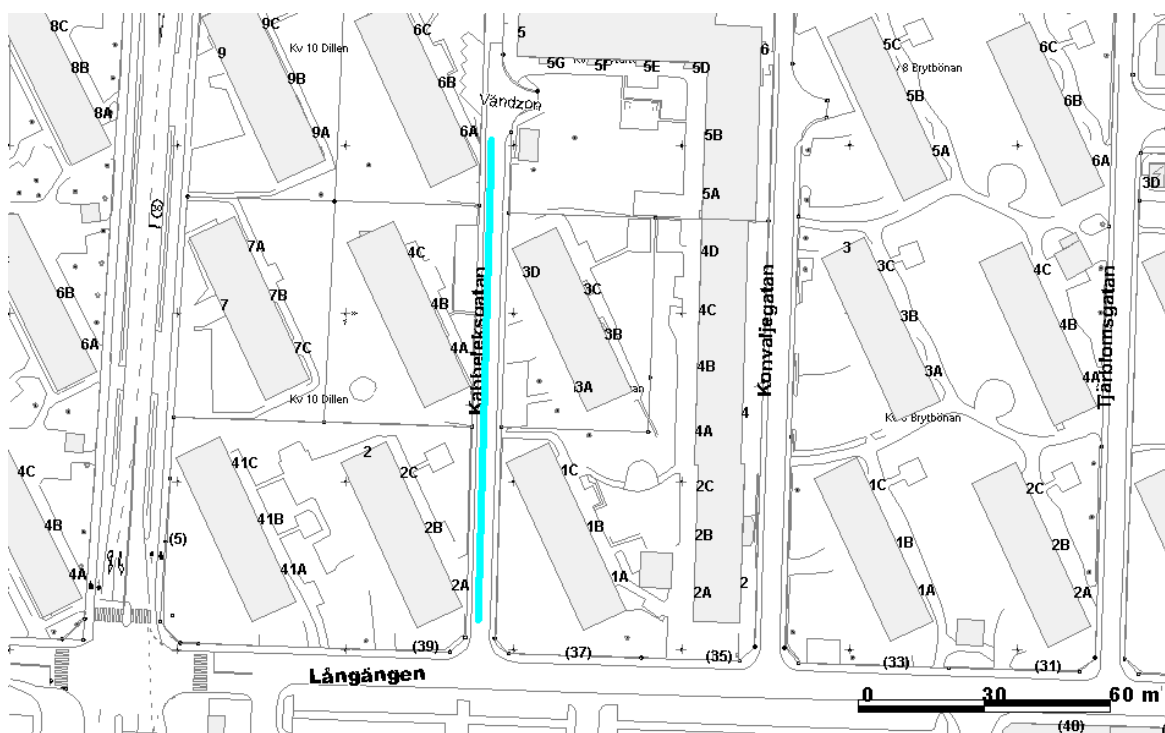 8C
9C
6C
5
9
Kv 10 Dillen
6
5C
6C
8B
9B
6B
5G
5F
5E
5D
/8 Brytbönan
8A
Vändzon
5B
6B
9A
6A
5B
5A
6A
5A
3D
7A
4C
3D
4D
3
3C
4C
6B
7
7B
4B
Kabbeleksgatan
3C
4C
Konvaljegatan
3B
4B
Tjärblomsgatan
6A
7C
4A
3B
4B
3A
4A
Kv 10 Dillen
3A
4
4A
2
4C
41C
2C
1C
2C
1C
2C
4B
41B
2B
1B
2B
1B
2B
(5)
4A
41A
2A
1A
2A
2
1A
2A
(39)
(37)
(35)
(33)
(31)
Långängen
0
30
60 m
(40)